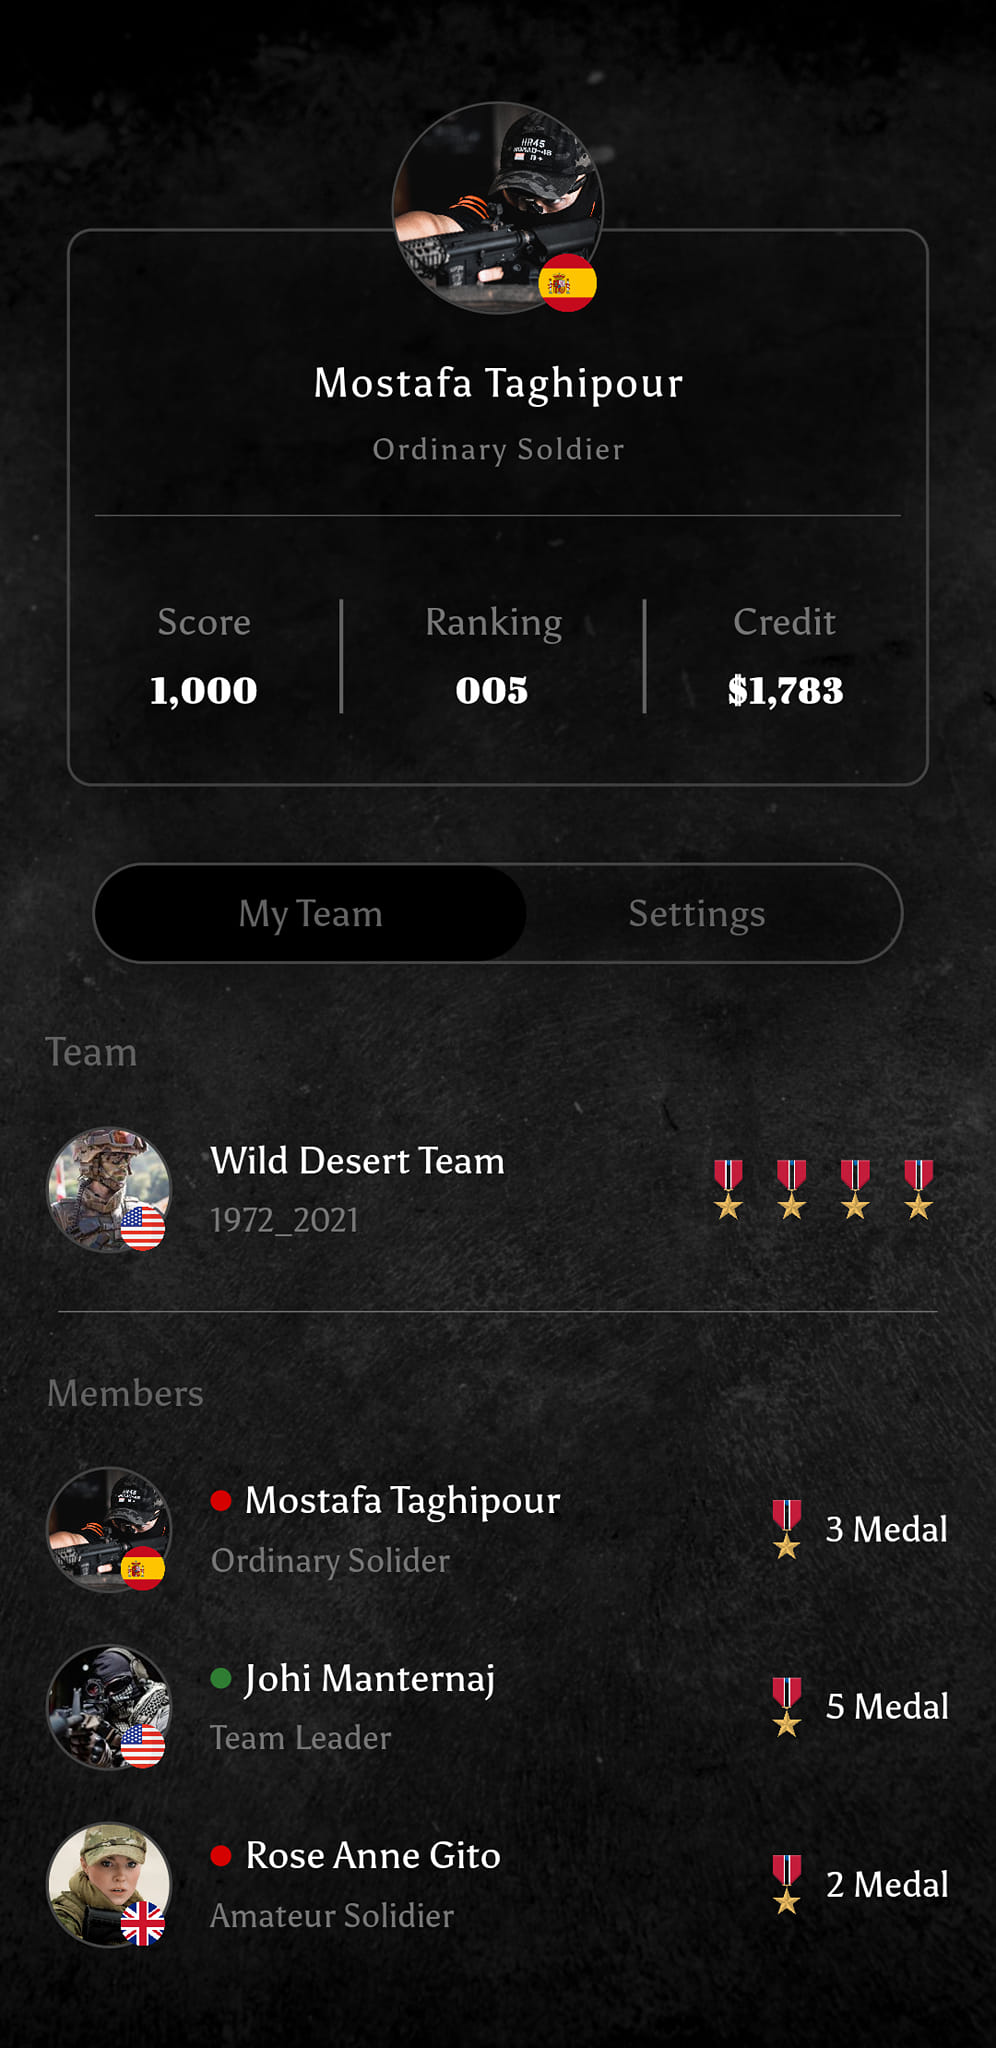 HR45
Mostafa Taghipour
Ordinary Soldier
Score
Ranking
Credit
1,000
005
$1,783
My Team
Settings
Team
Wild Desert Team
1972_2021
Members
Mostafa Taghipour
Ordinary Solider
3 Medal
Johi Manternaj
Team Leader
5 Medal
Rose Anne Gito
Amateur Solidier
2 Medal